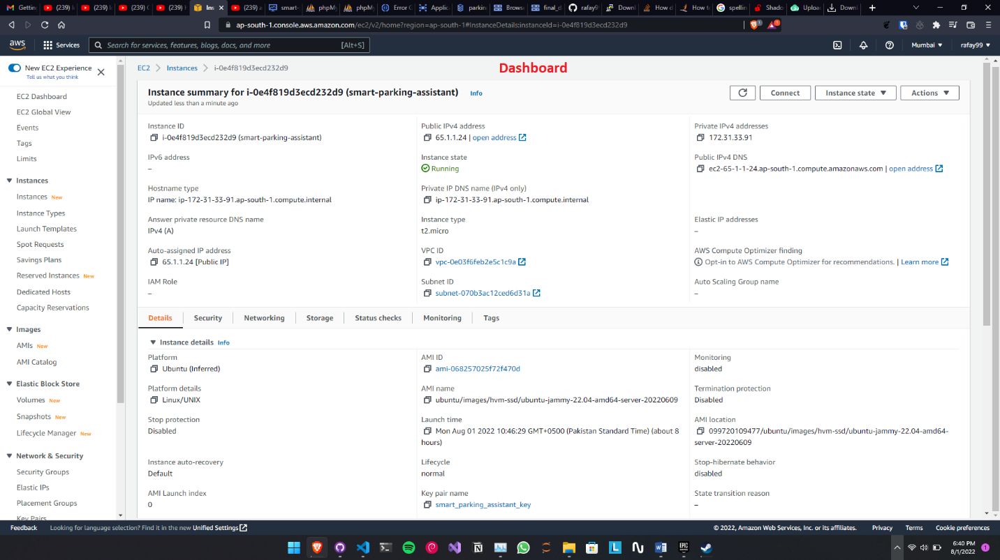 Gettin
(239) l
(239) l
(239) C
(239) H
Ins
(239) a
smart-
phpMy
phpMy
Error C
Applic
parkin
Browse
final_d
rafay9
Downl
How d
How to
spellin
Shado
Uploa
Downl
ap-south-1.console.aws.amazon.com/ec2/v2/home?region=ap-south-1#InstanceDetails:instanceId=i-0e4f819d3ecd232d9
aws
Services
Search for services, features, blogs, docs, and more
[Alt+S]
Mumbai
rafay99
New EC2 Experience
Tell us what you think
EC2 Dashboard
EC2 Global View
Events
Tags
Limits
Instances
Instances New
Instance Types
Launch Templates
Spot Requests
Savings Plans
Reserved Instances New
Dedicated Hosts
Capacity Reservations
Images
AMIs New
AMI Catalog
Elastic Block Store
Volumes New
Snapshots New
Lifecycle Manager New
Network & Security
Security Groups
Elastic IPs
Placement Groups
Key Pairs
EC2
Instances
i-0e4f819d3ecd232d9
Dashboard
Instance summary for i-0e4f819d3ecd232d9 (smart-parking-assistant) Info
Updated less than a minute ago
Connect
Instance state
Actions
Instance ID
i-0e4f819d3ecd232d9 (smart-parking-assistant)
Public IPv4 address
65.1.1.24 | open address
Private IPv4 addresses
172.31.33.91
IPv6 address
–
Instance state
Running
Public IPv4 DNS
ec2-65-1-1-24.ap-south-1.compute.amazonaws.com | open address
Hostname type
IP name: ip-172-31-33-91.ap-south-1.compute.internal
Private IP DNS name (IPv4 only)
ip-172-31-33-91.ap-south-1.compute.internal
Answer private resource DNS name
IPv4 (A)
Instance type
t2.micro
Elastic IP addresses
–
Auto-assigned IP address
65.1.1.24 [Public IP]
VPC ID
vpc-0e03f6feb2e5c1c9a
AWS Compute Optimizer finding
Opt-in to AWS Compute Optimizer for recommendations. | Learn more
IAM Role
–
Subnet ID
subnet-070b3ac12ced6d31a
Auto Scaling Group name
–
Details
Security
Networking
Storage
Status checks
Monitoring
Tags
Instance details Info
Platform
Ubuntu (Inferred)
AMI ID
ami-068257025f72f470d
Monitoring
disabled
Platform details
Linux/UNIX
AMI name
ubuntu/images/hvm-ssd/ubuntu-jammy-22.04-amd64-server-20220609
Termination protection
Disabled
Stop protection
Disabled
Launch time
Mon Aug 01 2022 10:46:29 GMT+0500 (Pakistan Standard Time) (about 8
hours)
AMI location
099720109477/ubuntu/images/hvm-ssd/ubuntu-jammy-22.04-amd64-
server-20220609
Instance auto-recovery
Default
Lifecycle
normal
Stop-hibernate behavior
disabled
AMI Launch index
0
Key pair name
smart_parking_assistant_key
State transition reason
–
Feedback
Looking for language selection? Find it in the new Unified Settings
© 2022, Amazon Web Services, Inc. or its affiliates.
Privacy
Terms
Cookie preferences
6:40 PM
8/1/2022
1